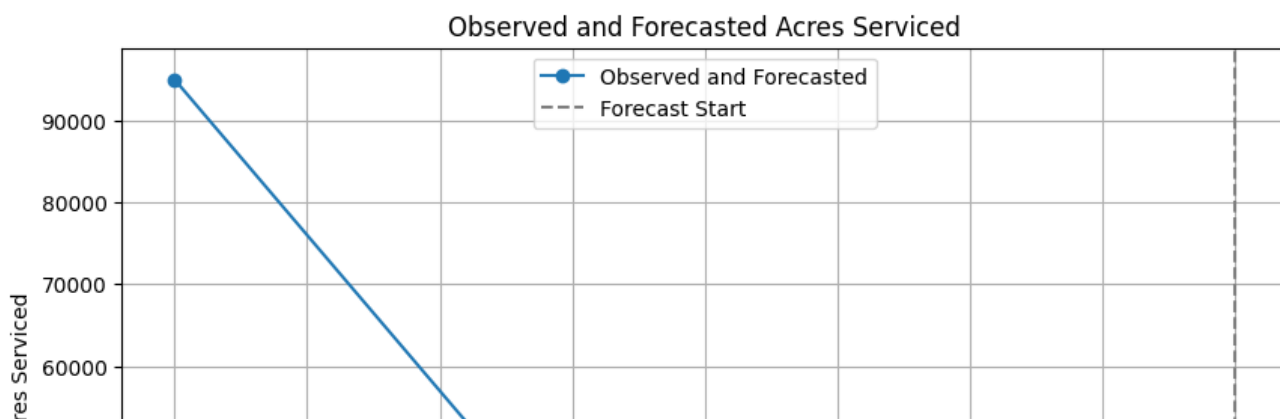 Observed and Forecasted Acres Serviced
Observed and Forecasted
Forecast Start
90000
80000
70000
60000
res Serviced